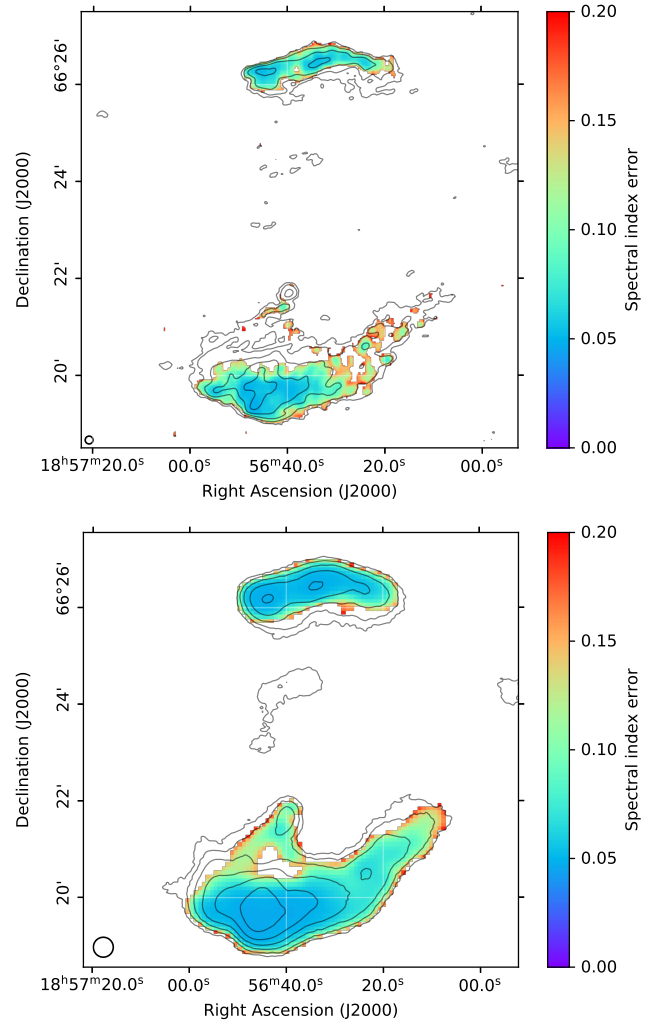 0.20
66°26'
0.15
24'
Declination (J2000)
0.10
Spectral index error
22'
0.05
20'
0.00
18ʰ57ᵐ20.0ˢ 00.0ˢ 56ᵐ40.0ˢ 20.0ˢ 00.0ˢ
Right Ascension (J2000)
0.20
66°26'
0.15
24'
Declination (J2000)
0.10
Spectral index error
22'
0.05
20'
0.00
18ʰ57ᵐ20.0ˢ 00.0ˢ 56ᵐ40.0ˢ 20.0ˢ 00.0ˢ
Right Ascension (J2000)